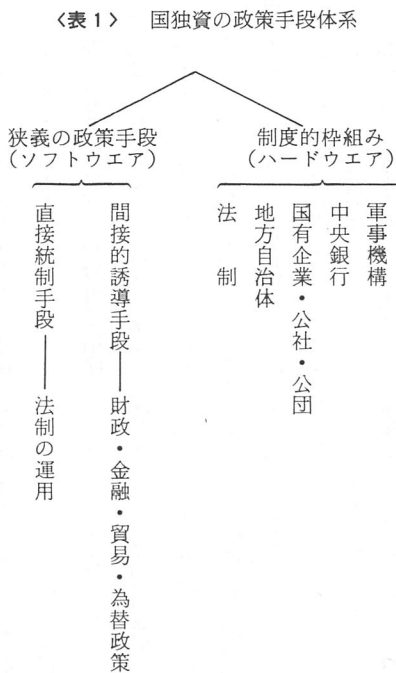 〈表1〉 国独資の政策手段体系
制度的枠組み
(ハードウエア)
軍事機構
中央銀行
国有企業・公社・公団
地方自治体
法制
狭義の政策手段
(ソフトウエア)
間接的誘導手段──財政・金融・貿易・為替政策
直接統制手段──法制の運用